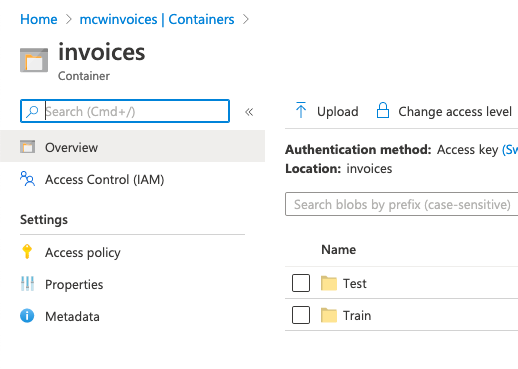 Home > mcwinvoices | Containers >
invoices
Container
Search (Cmd+/)
«
Overview
Access Control (IAM)
Settings
Access policy
Properties
Metadata
Upload
Change access level
Authentication method: Access key (Sw
Location: invoices
Search blobs by prefix (case-sensitive)
Name
Test
Train